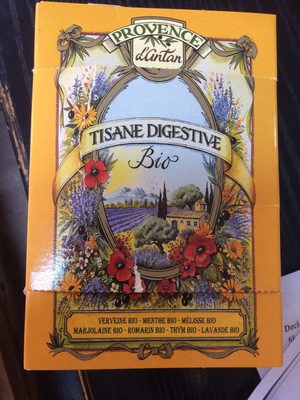 PROVENCE
d'Antan
TISANE DIGESTIVE
Bio
VERVEINE BIO - MENTHE BIO - MÉLISSE BIO
MARJOLAINE BIO - ROMARIN BIO - THYM BIO - LAVANDE BIO
Decl